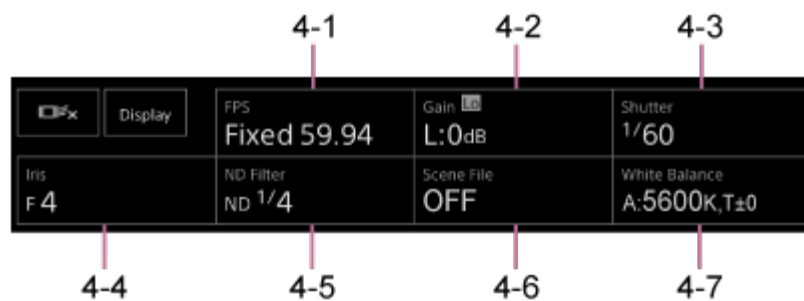 4-1 4-2 4-3
Display
FPS
Fixed 59.94
Gain Lo
L:0dB
Shutter
1/60
Iris
F 4
ND Filter
ND 1/4
Scene File
OFF
White Balance
A:5600K,T±0
4-4 4-5 4-6 4-7